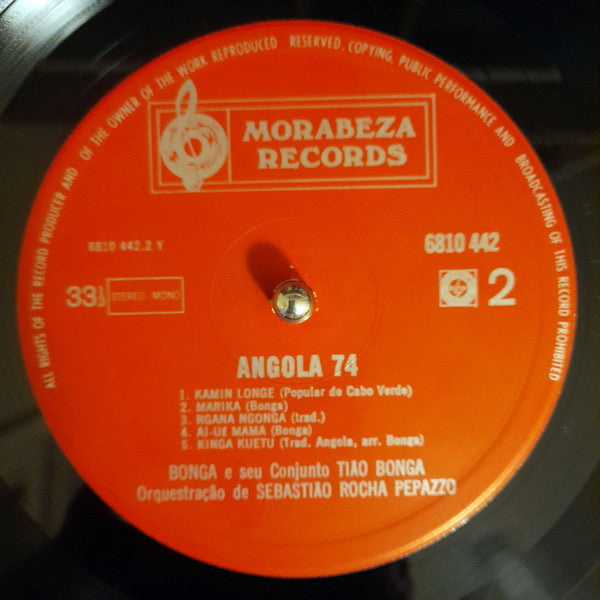 ALL RIGHTS OF THE RECORD PRODUCER AND OF THE OWNER OF THE WORK REPRODUCED RESERVED. COPYING, PUBLIC PERFORMANCE AND BROADCASTING OF THIS RECORD PROHIBITED
MORABEZA
RECORDS
6810 442.2 Y
6810 442
33⅓ STEREO - MONO
2
ANGOLA 74
1. KAMIN LONGE (Popular de Cabo Verde)
2. MARIKA (Bonga)
3. NGANA NGONGA (trad.)
4. AI-UÉ MAMA (Bonga)
5. KINGA KUETU (Trad. Angola, arr. Bonga)
BONGA e seu Conjunto TIÃO BONGA
Orquestração de SEBASTIÃO ROCHA PEPAZZO